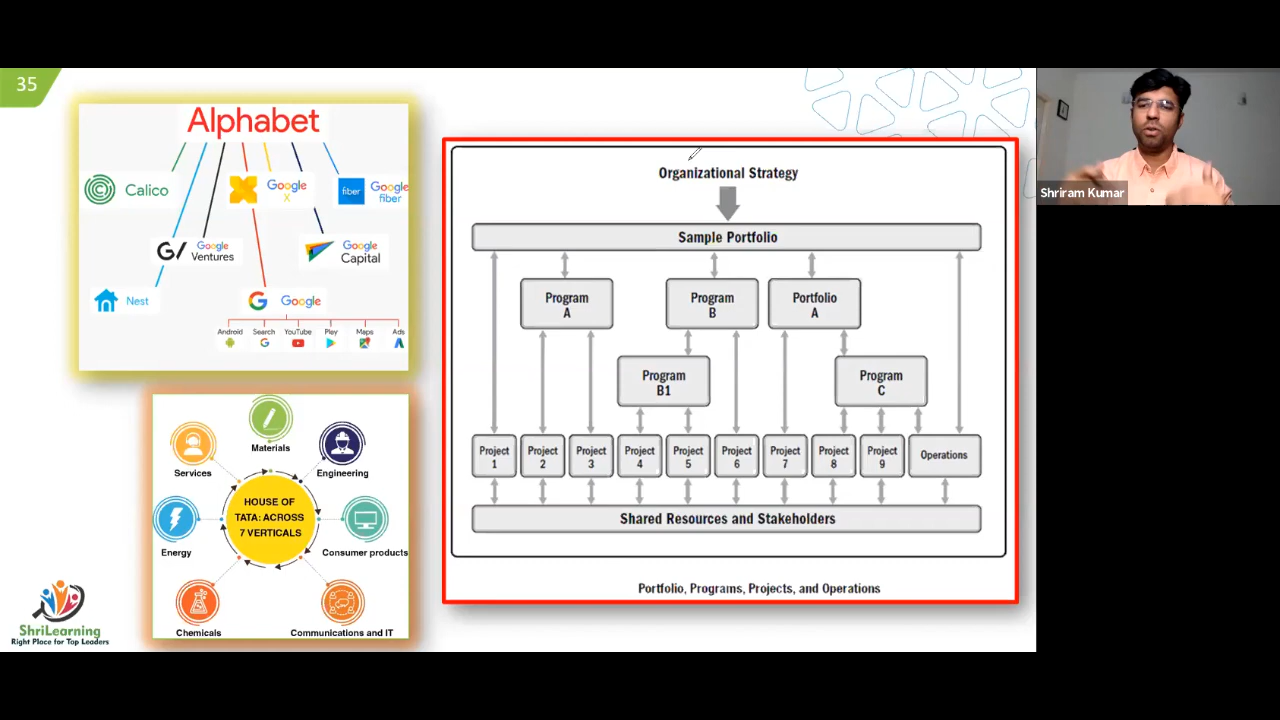 35
Alphabet
Calico
Google
X
Google
fiber
fiber
G/
Google
Ventures
Google
Capital
Nest
G Google
Android
Search
YouTube
Play
Maps
Ads
G
Materials
Services
Engineering
HOUSE OF
TATA: ACROSS
7 VERTICALS
Energy
Consumer products
Chemicals
Communications and IT
ShriLearning
Right Place for Top Leaders
Organizational Strategy
Sample Portfolio
Program
A
Program
B
Portfolio
A
Program
B1
Program
C
Project
1
Project
2
Project
3
Project
4
Project
5
Project
6
Project
7
Project
8
Project
9
Operations
Shared Resources and Stakeholders
Portfolio, Programs, Projects, and Operations
Shriram Kumar